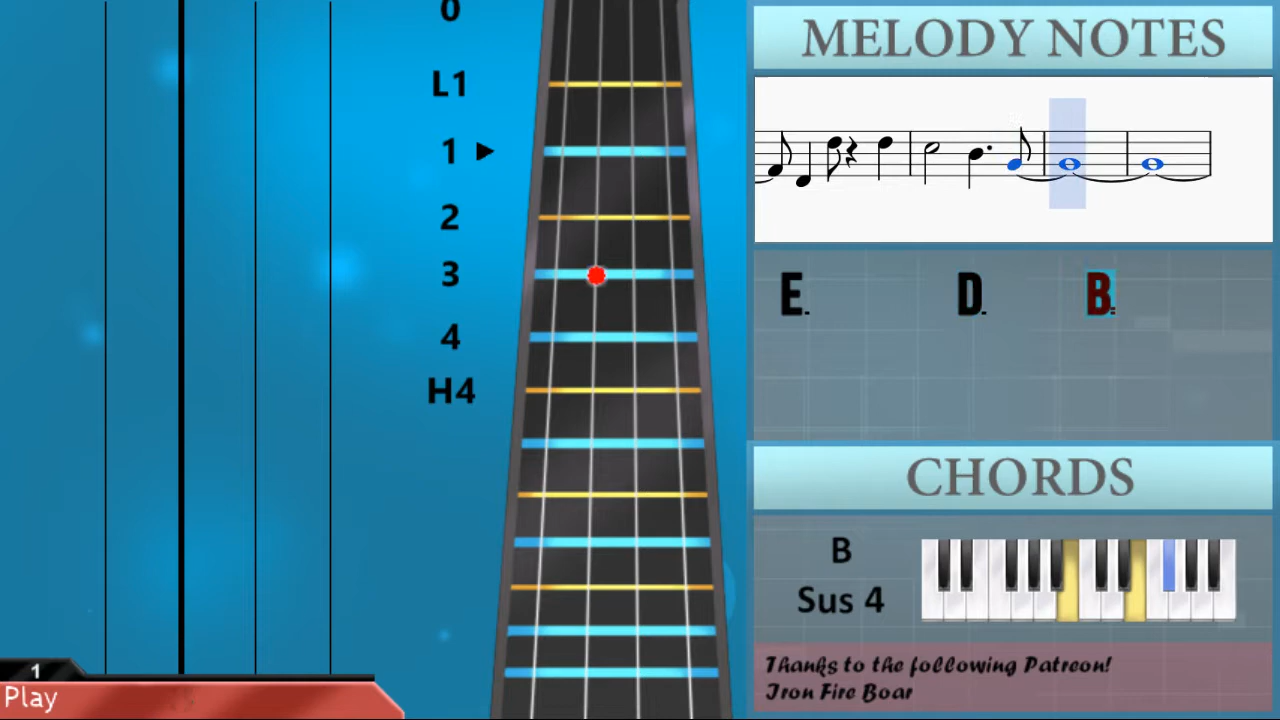 0
L1
1
2
3
4
H4
MELODY NOTES
E. D. B.
CHORDS
B
Sus 4
Thanks to the following Patreon!
Iron Fire Boar
1
Play